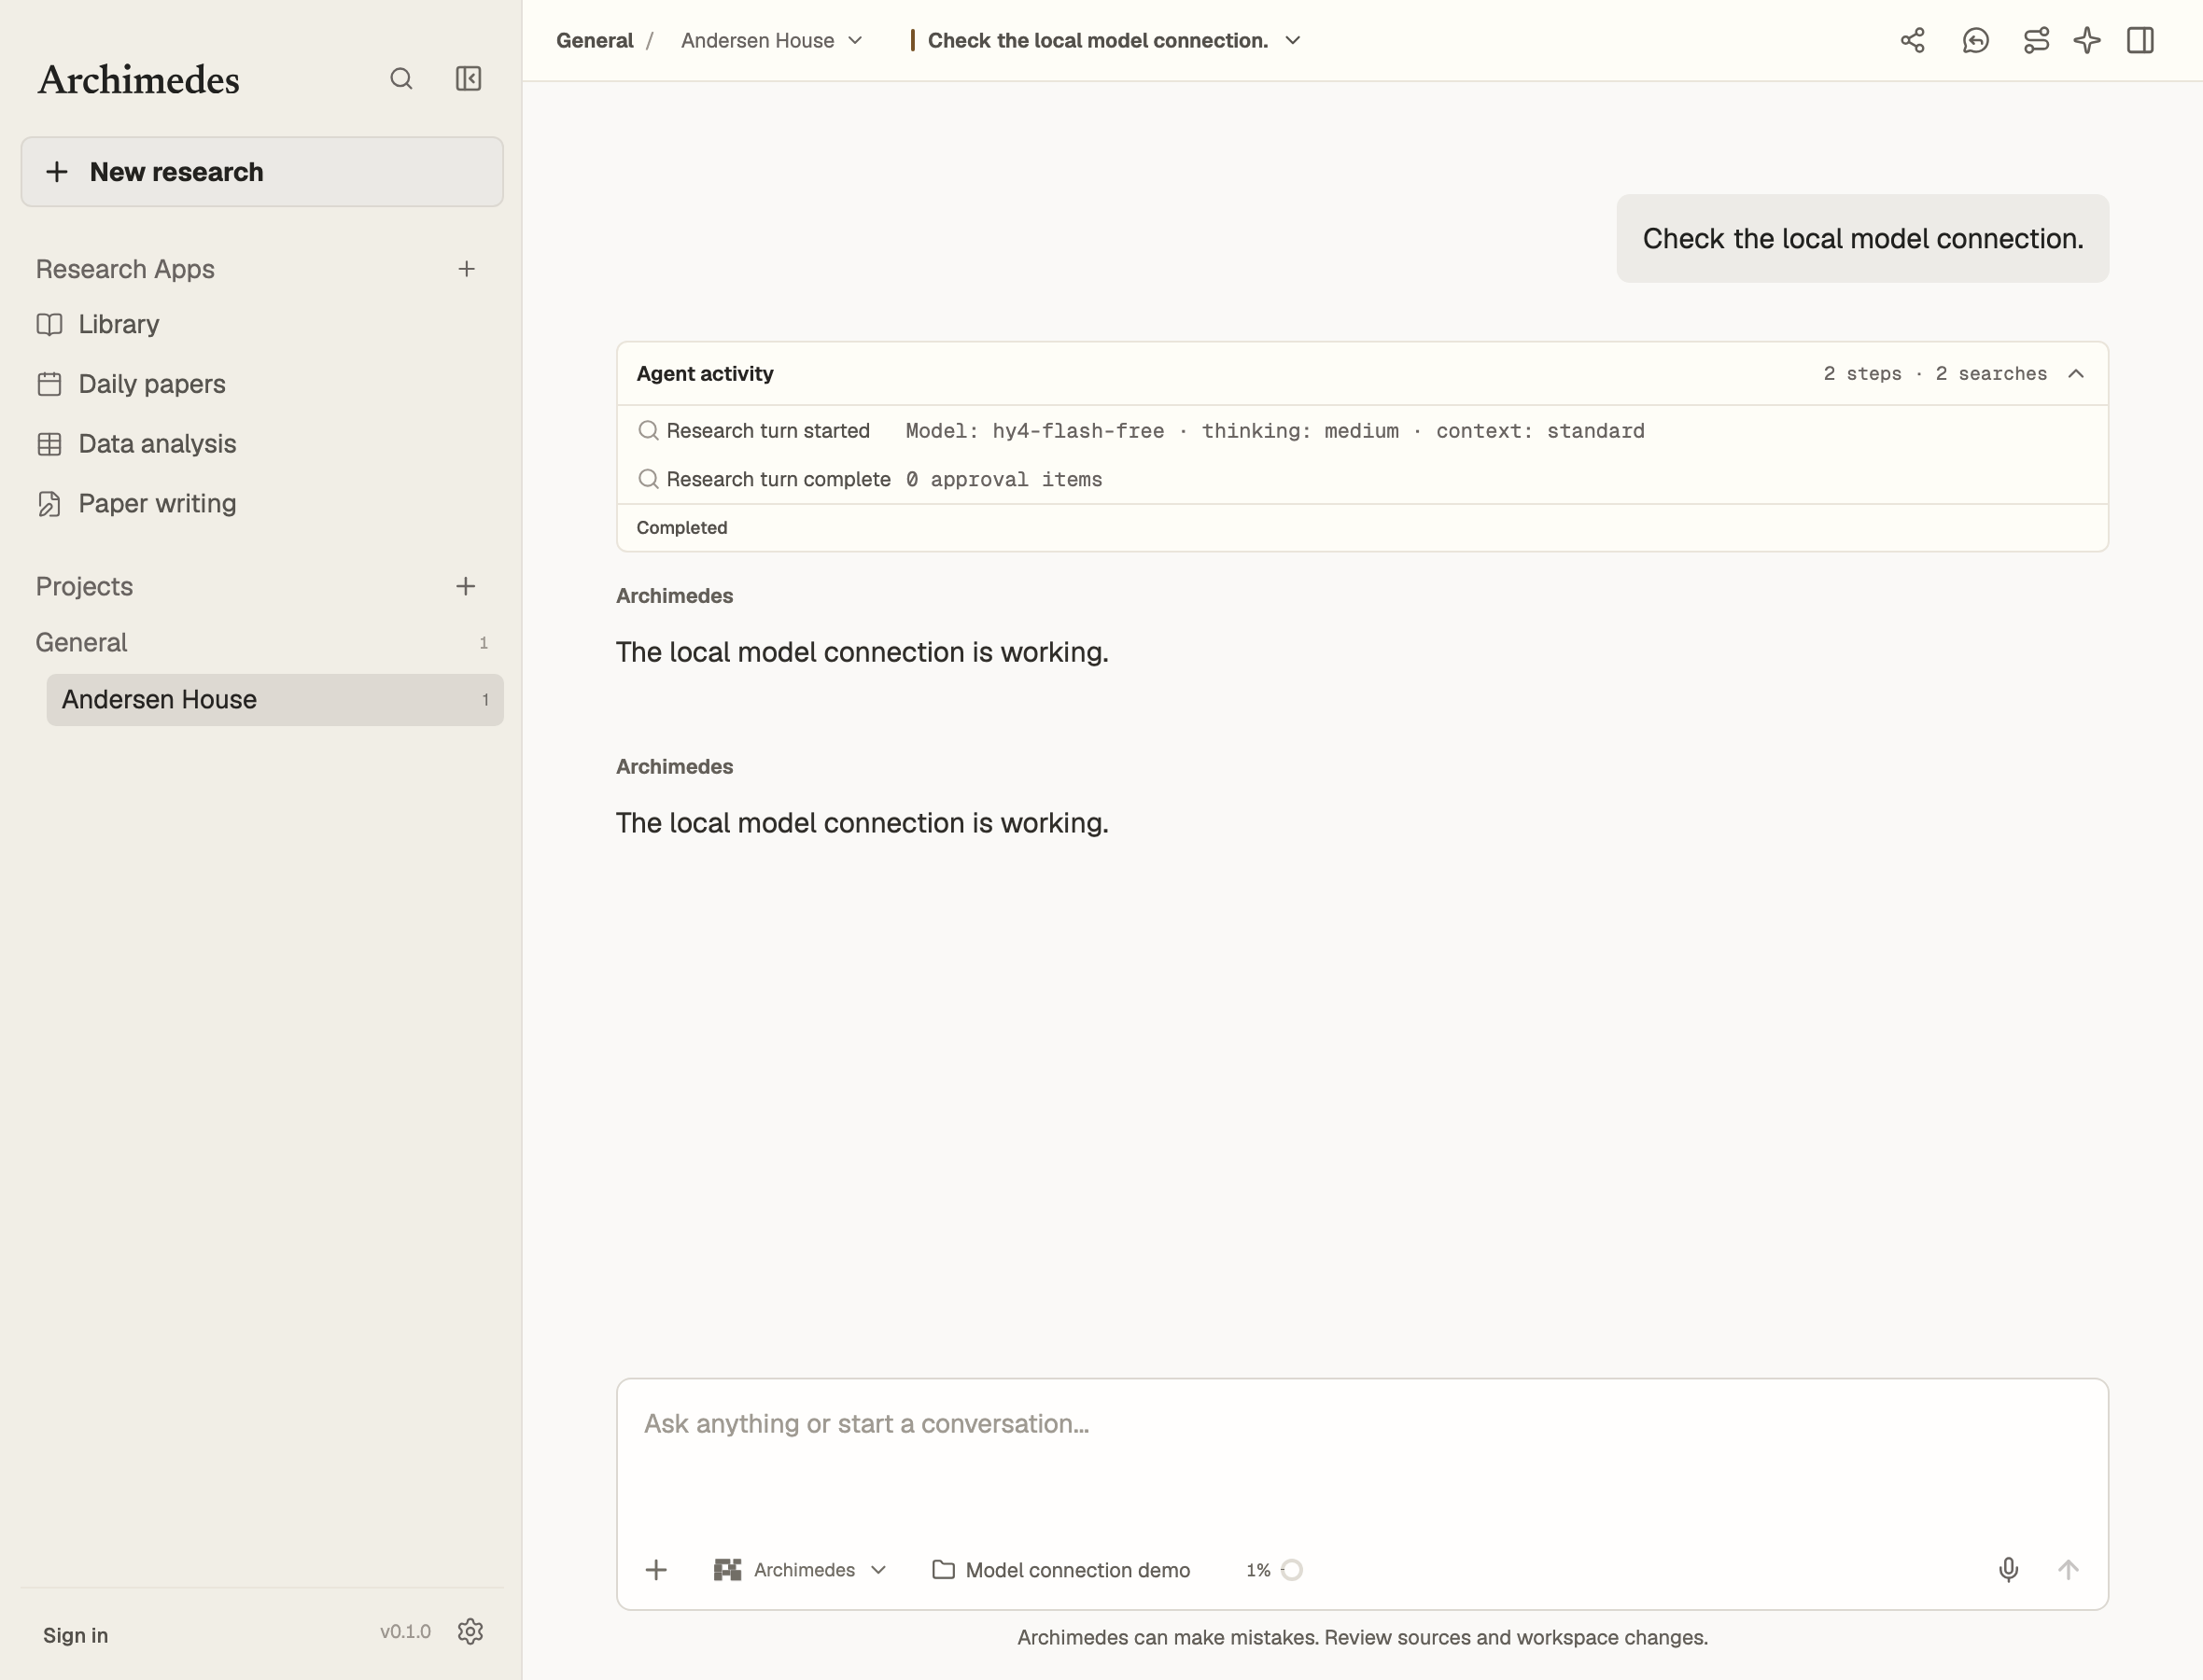 Archimedes
New research
Research Apps
Library
Daily papers
Data analysis
Paper writing
Projects
General 1
Andersen House 1
Sign in v0.1.0
General / Andersen House Check the local model connection.
Check the local model connection.
Agent activity 2 steps · 2 searches
Research turn started Model: hy4-flash-free · thinking: medium · context: standard
Research turn complete 0 approval items
Completed
Archimedes
The local model connection is working.
Archimedes
The local model connection is working.
Ask anything or start a conversation...
Archimedes Model connection demo 1%
Archimedes can make mistakes. Review sources and workspace changes.